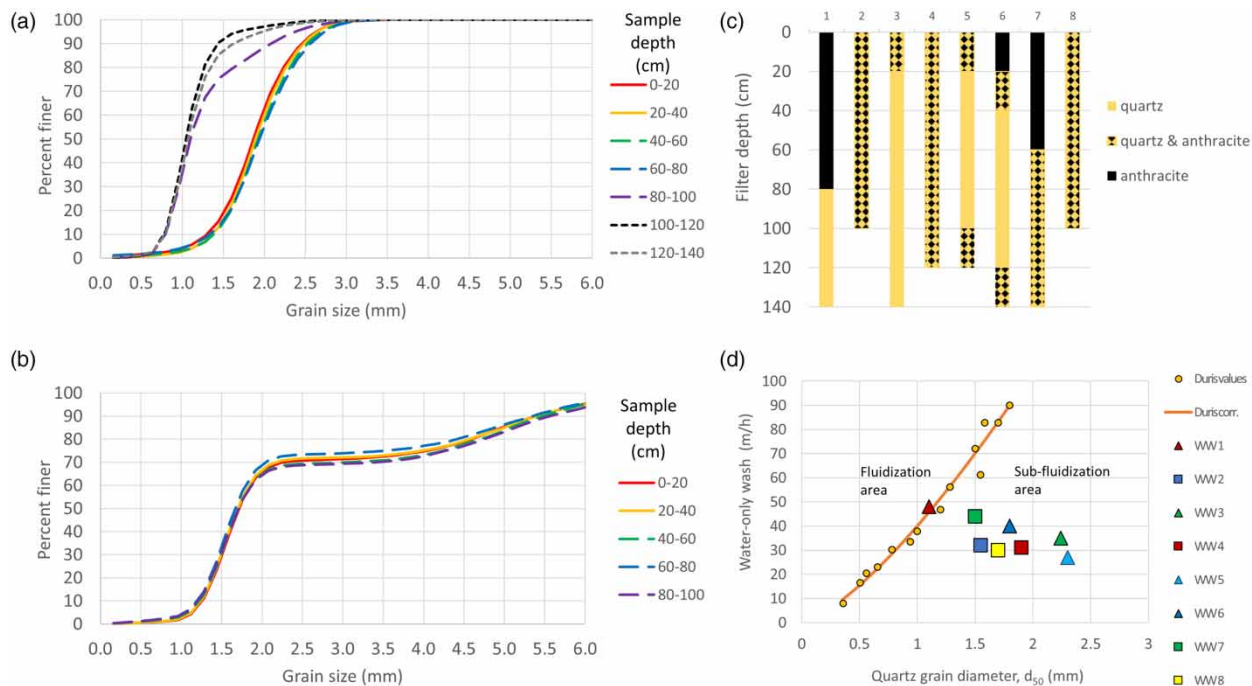 (a)
100
90
80
70
60
50
40
30
20
10
0
Percent finer
0.0 0.5 1.0 1.5 2.0 2.5 3.0 3.5 4.0 4.5 5.0 5.5 6.0
Grain size (mm)
Sample
depth
(cm)
0-20
20-40
40-60
60-80
80-100
100-120
120-140
(b)
100
90
80
70
60
50
40
30
20
10
0
Percent finer
0.0 0.5 1.0 1.5 2.0 2.5 3.0 3.5 4.0 4.5 5.0 5.5 6.0
Grain size (mm)
Sample
depth
(cm)
0-20
20-40
40-60
60-80
80-100
(c)
1 2 3 4 5 6 7 8
0
20
40
60
80
100
120
140
Filter depth (cm)
quartz
quartz & anthracite
anthracite
(d)
100
90
80
70
60
50
40
30
20
10
0
Water-only wash (m/h)
Fluidization
area
Sub-fluidization
area
0 0.5 1 1.5 2 2.5 3
Quartz grain diameter, d50 (mm)
Durisvalues
Duriscorr.
WW1
WW2
WW3
WW4
WW5
WW6
WW7
WW8